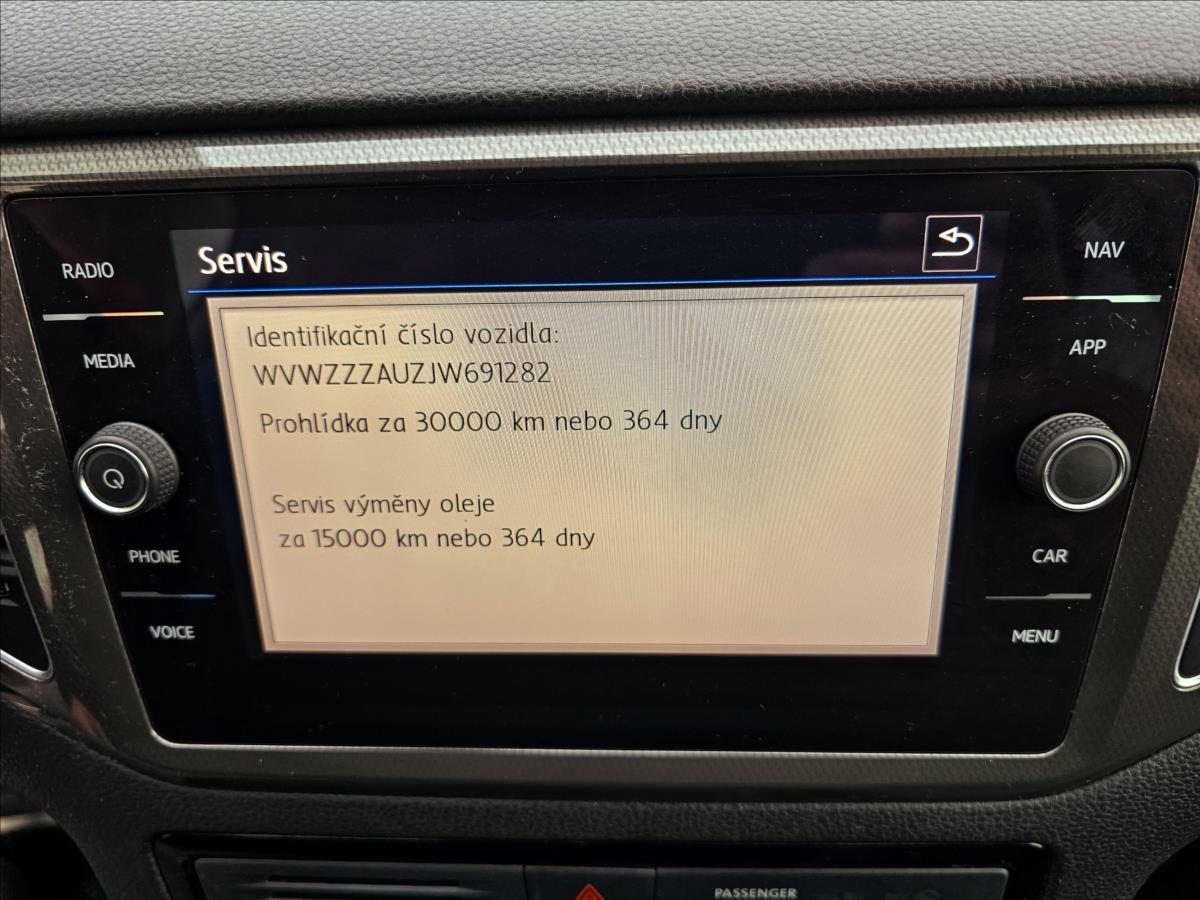 Servis
RADIO
NAV
MEDIA
APP
Identifikační číslo vozidla:
WVWZZZAUZJW691282
Prohlídka za 30000 km nebo 364 dny
Servis výměny oleje
za 15000 km nebo 364 dny
PHONE
CAR
VOICE
MENU
PASSENGER